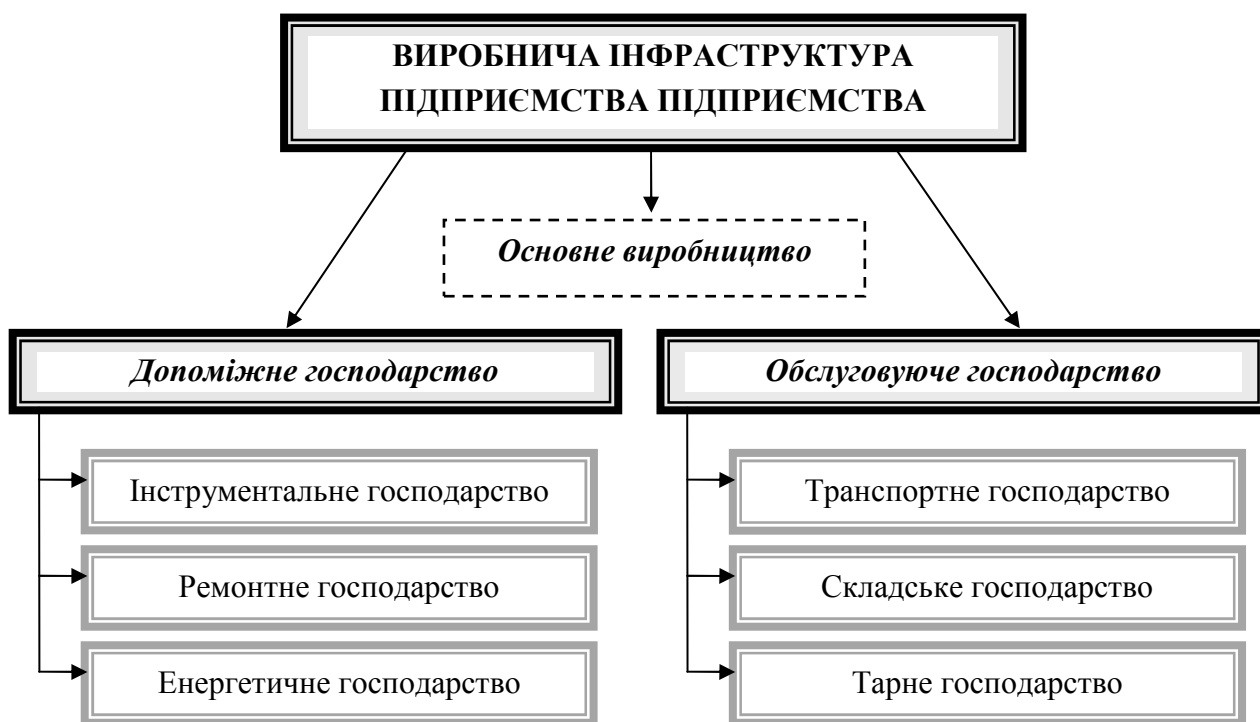 ВИРОБНИЧА ІНФРАСТРУКТУРА
ПІДПРИЄМСТВА ПІДПРИЄМСТВА
Основне виробництво
Допоміжне господарство
Обслуговуюче господарство
Інструментальне господарство
Транспортне господарство
Ремонтне господарство
Складське господарство
Енергетичне господарство
Тарне господарство